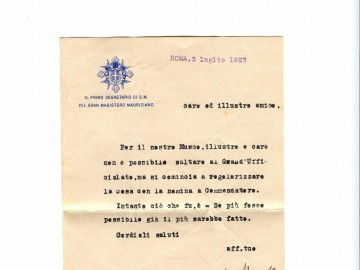 ROMA, 3 luglio 1923
IL PRIMO SEGRETARIO DI S.M.
PEL GRAN MAGISTERO MAURIZIANO
caro ed illustre amico,
Per il nostro Musco, illustre e caro
non è possibile saltare al Grand'Uffi-
cialato, ma si comincia a regolarizzare
la cosa con la nomina a Commendatore.
Intanto ciò che fu, è - Se più fosse
possibile già il più sarebbe fatto.
Cordiali saluti
aff.tuo